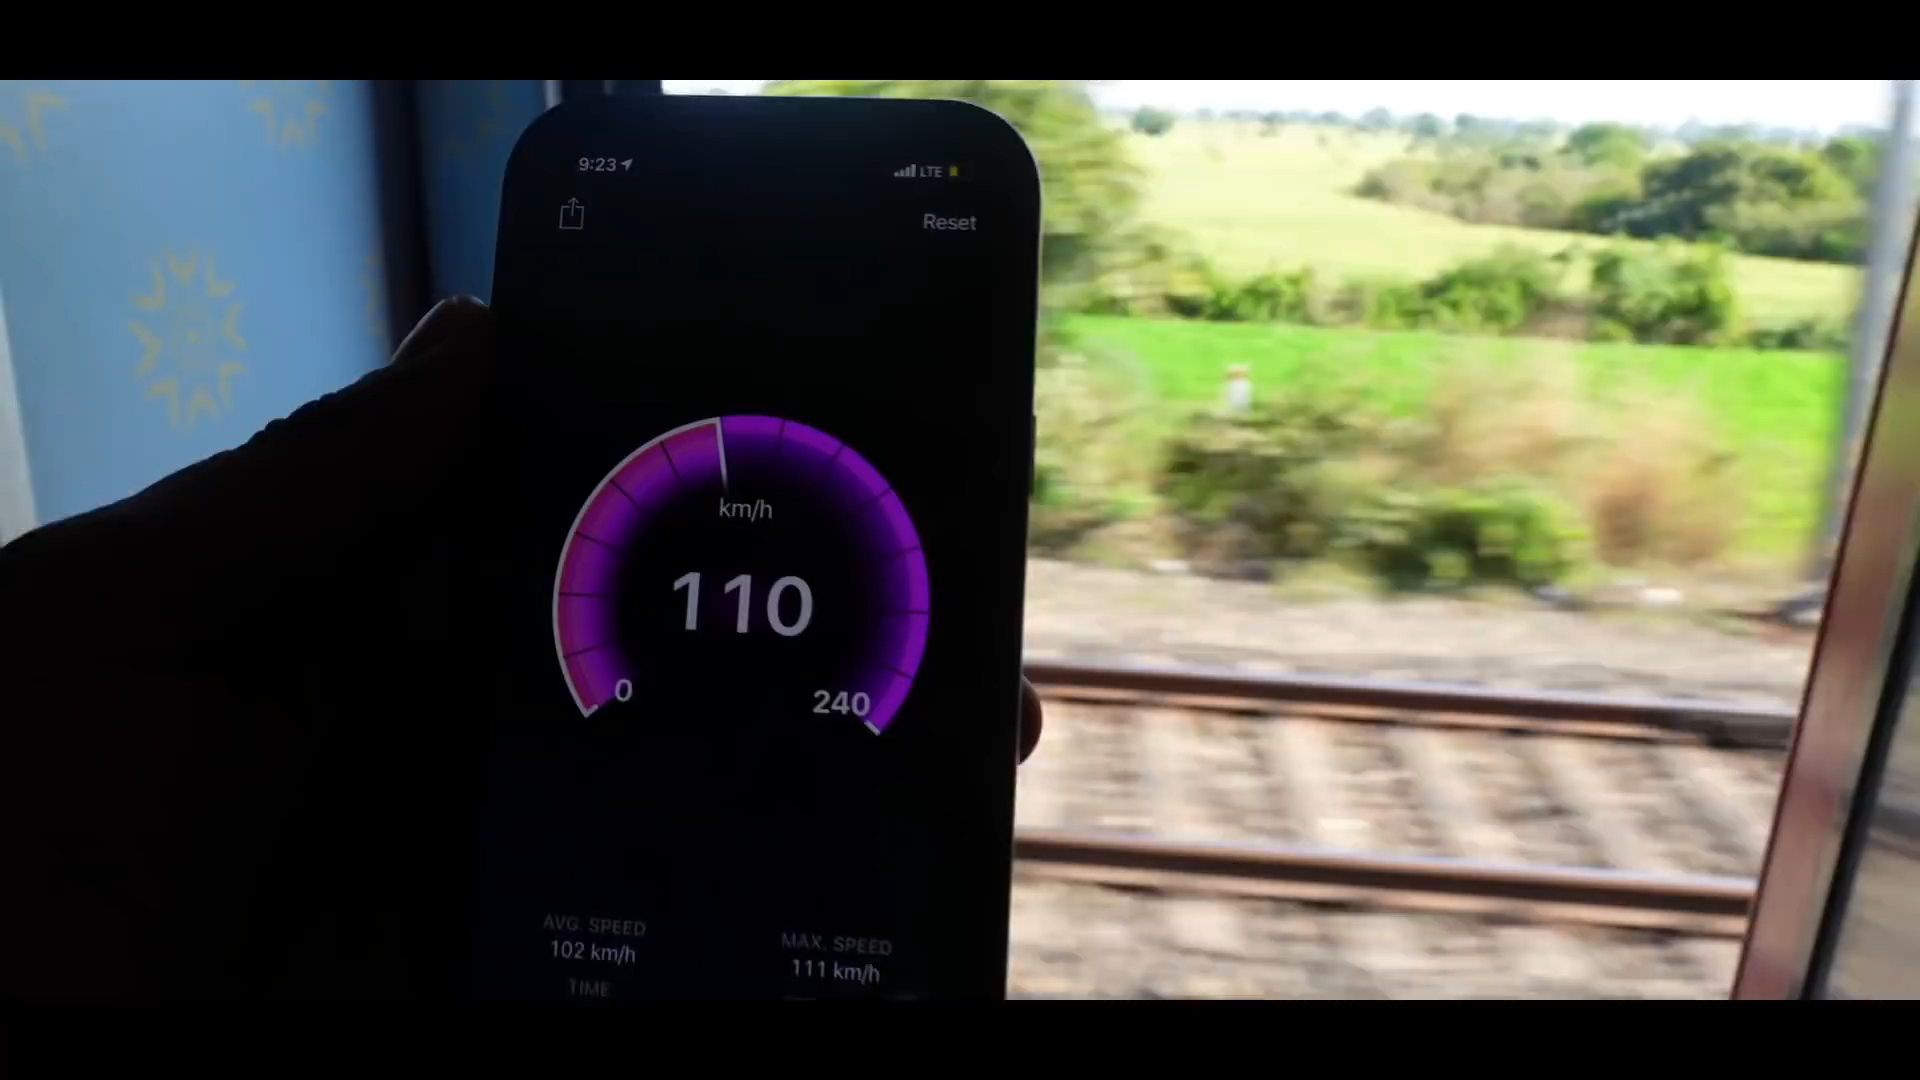 9:23
LTE
Reset
km/h
110
0
240
AVG. SPEED
102 km/h
MAX. SPEED
111 km/h
TIME